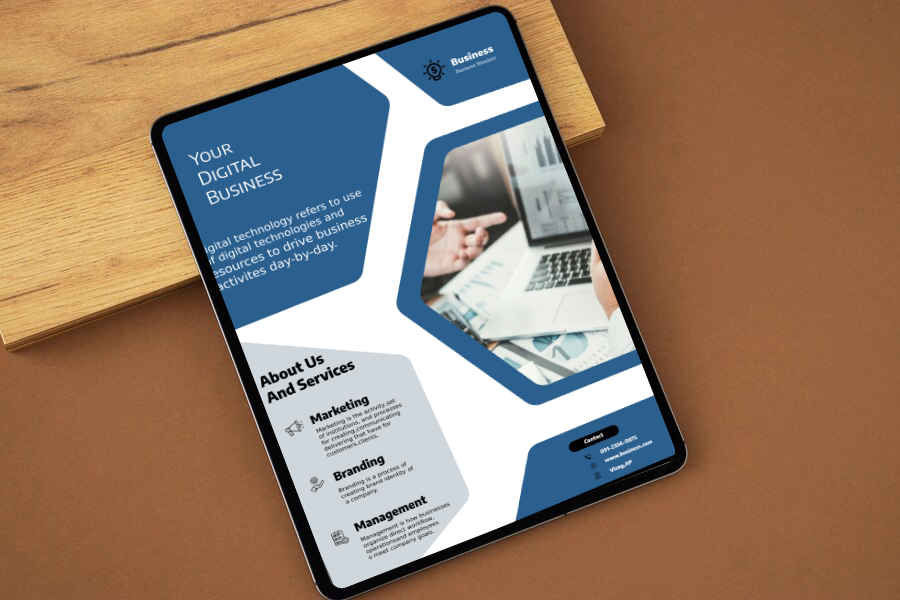 Business
Business
YOUR
DIGITAL
BUSINESS
igital technology refers to use
f digital technologies and
esources to drive business
activites day-by-day.
About Us
And Services
Marketing
Marketing is the activity,set
of institutions, and processes
for creating,communicating
delivering that have for
customers,clients.
Branding
Branding is a process of
creating brand identity of
a company.
Management
Management is how businesses
organize direct workflow,
operationsand employees
o meet company goals.
Contact
091-2356-9875
www.business.com
Vizag,AP